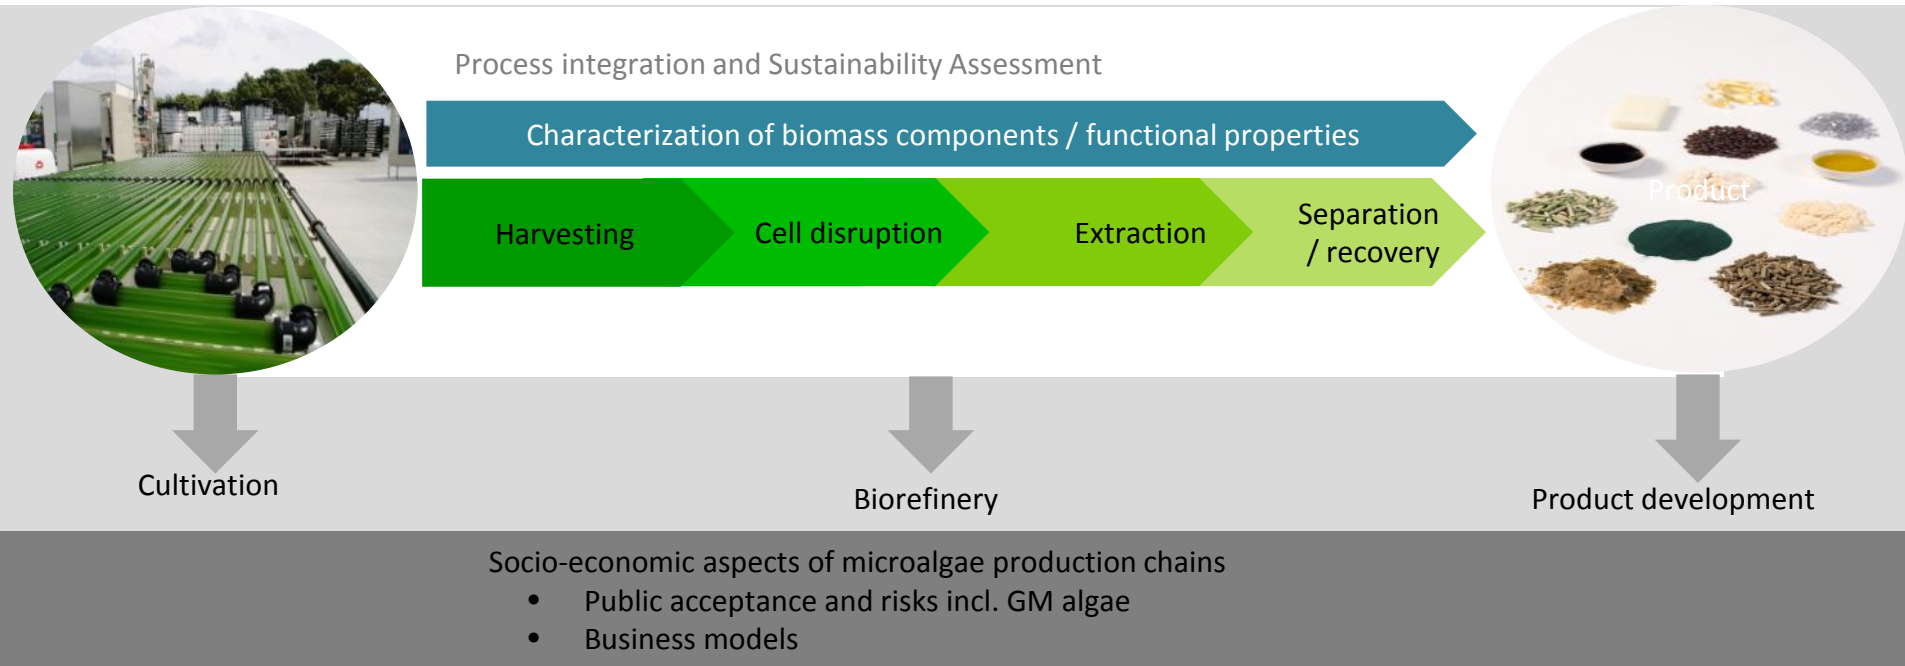 Process integration and Sustainability Assessment
Characterization of biomass components / functional properties
Harvesting
Cell disruption
Extraction
Separation
/ recovery
Product
Cultivation
Biorefinery
Product development
Socio-economic aspects of microalgae production chains
• Public acceptance and risks incl. GM algae
• Business models